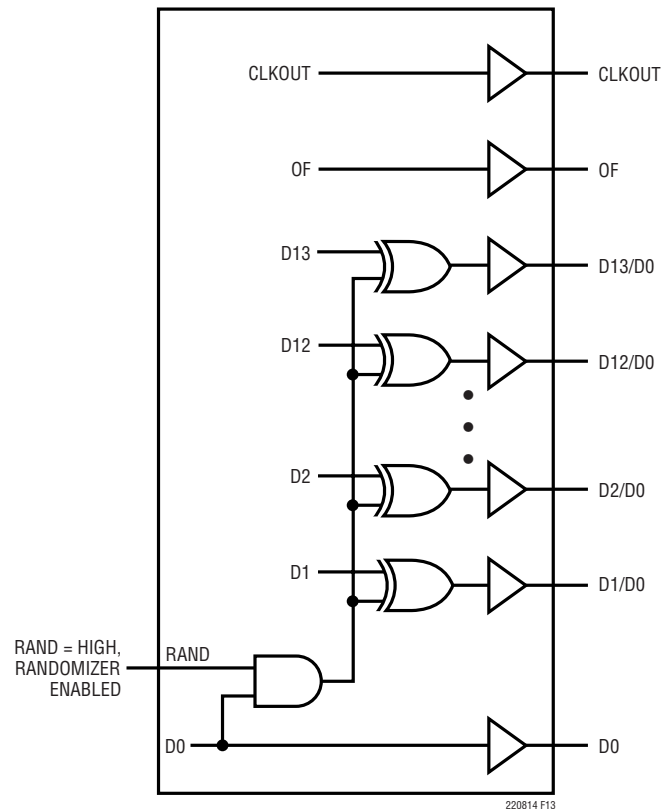 CLKOUT
CLKOUT
OF
OF
D13
D13/D0
D12
D12/D0
D2
D2/D0
D1
D1/D0
RAND = HIGH,
RANDOMIZER
ENABLED
RAND
D0
D0
220814 F13